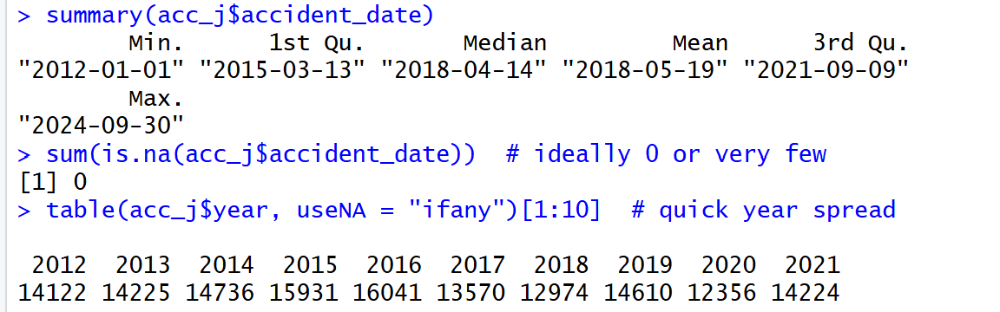 > summary(acc_j$accident_date)
        Min.      1st Qu.       Median         Mean      3rd Qu.
"2012-01-01" "2015-03-13" "2018-04-14" "2018-05-19" "2021-09-09"
        Max.
"2024-09-30"
> sum(is.na(acc_j$accident_date))  # ideally 0 or very few
[1] 0
> table(acc_j$year, useNA = "ifany")[1:10]  # quick year spread

 2012  2013  2014  2015  2016  2017  2018  2019  2020  2021
14122 14225 14736 15931 16041 13570 12974 14610 12356 14224